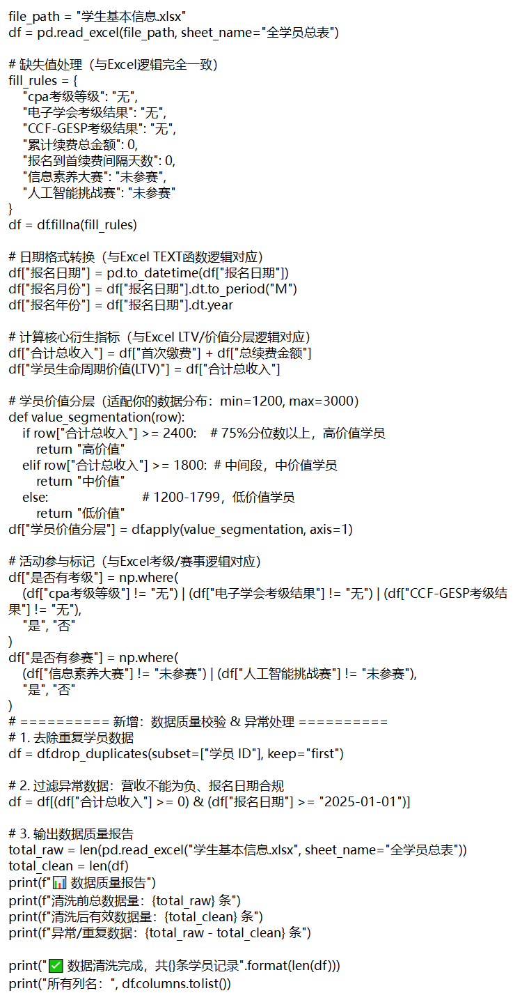 file_path = "学生基本信息.xlsx"
df = pd.read_excel(file_path, sheet_name="全学员总表")

# 缺失值处理（与Excel逻辑完全一致）
fill_rules = {
    "cpa考级等级": "无",
    "电子学会考级结果": "无",
    "CCF-GESP考级结果": "无",
    "累计续费总金额": 0,
    "报名到首续费间隔天数": 0,
    "信息素养大赛": "未参赛",
    "人工智能挑战赛": "未参赛"
}
df = df.fillna(fill_rules)

# 日期格式转换（与Excel TEXT函数逻辑对应）
df["报名日期"] = pd.to_datetime(df["报名日期"])
df["报名月份"] = df["报名日期"].dt.to_period("M")
df["报名年份"] = df["报名日期"].dt.year

# 计算核心衍生指标（与Excel LTV/价值分层逻辑对应）
df["合计总收入"] = df["首次缴费"] + df["总续费金额"]
df["学员生命周期价值(LTV)"] = df["合计总收入"]

# 学员价值分层（适配你的数据分布：min=1200, max=3000）
def value_segmentation(row):
    if row["合计总收入"] >= 2400:    # 75%分位数以上，高价值学员
        return "高价值"
    elif row["合计总收入"] >= 1800:  # 中间段，中价值学员
        return "中价值"
    else:                           # 1200-1799，低价值学员
        return "低价值"
df["学员价值分层"] = df.apply(value_segmentation, axis=1)

# 活动参与标记（与Excel考级/赛事逻辑对应）
df["是否有考级"] = np.where(
    (df["cpa考级等级"] != "无") | (df["电子学会考级结果"] != "无") | (df["CCF-GESP考级结
果"] != "无"),
    "是", "否"
)
df["是否有参赛"] = np.where(
    (df["信息素养大赛"] != "未参赛") | (df["人工智能挑战赛"] != "未参赛"),
    "是", "否"
)
# ========== 新增：数据质量校验 & 异常处理 ==========
# 1. 去除重复学员数据
df = df.drop_duplicates(subset=["学员 ID"], keep="first")

# 2. 过滤异常数据：营收不能为负、报名日期合规
df = df[(df["合计总收入"] >= 0) & (df["报名日期"] >= "2025-01-01")]

# 3. 输出数据质量报告
total_raw = len(pd.read_excel("学生基本信息.xlsx", sheet_name="全学员总表"))
total_clean = len(df)
print(f"📊 数据质量报告")
print(f"清洗前总数据量：{total_raw} 条")
print(f"清洗后有效数据量：{total_clean} 条")
print(f"异常/重复数据：{total_raw - total_clean} 条")

print("✅ 数据清洗完成，共{}条学员记录".format(len(df)))
print("所有列名：", df.columns.tolist())